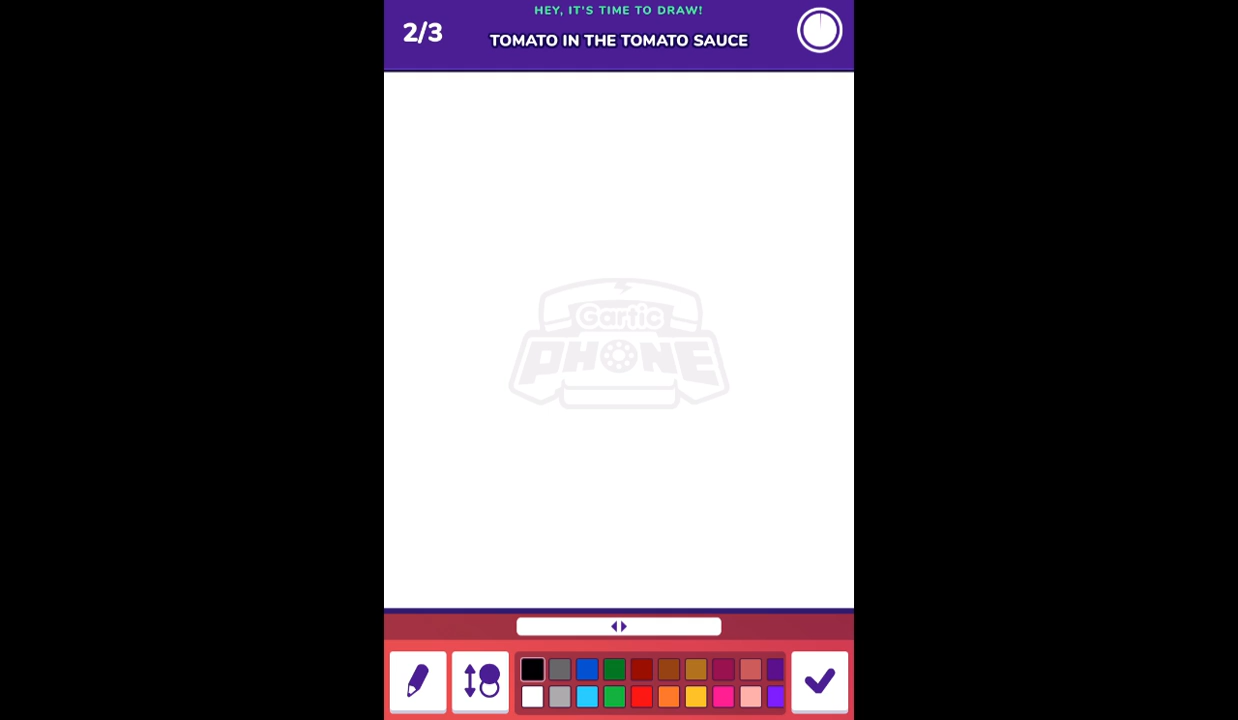 HEY, IT'S TIME TO DRAW!
2/3
TOMATO IN THE TOMATO SAUCE
Gartic
PHONE